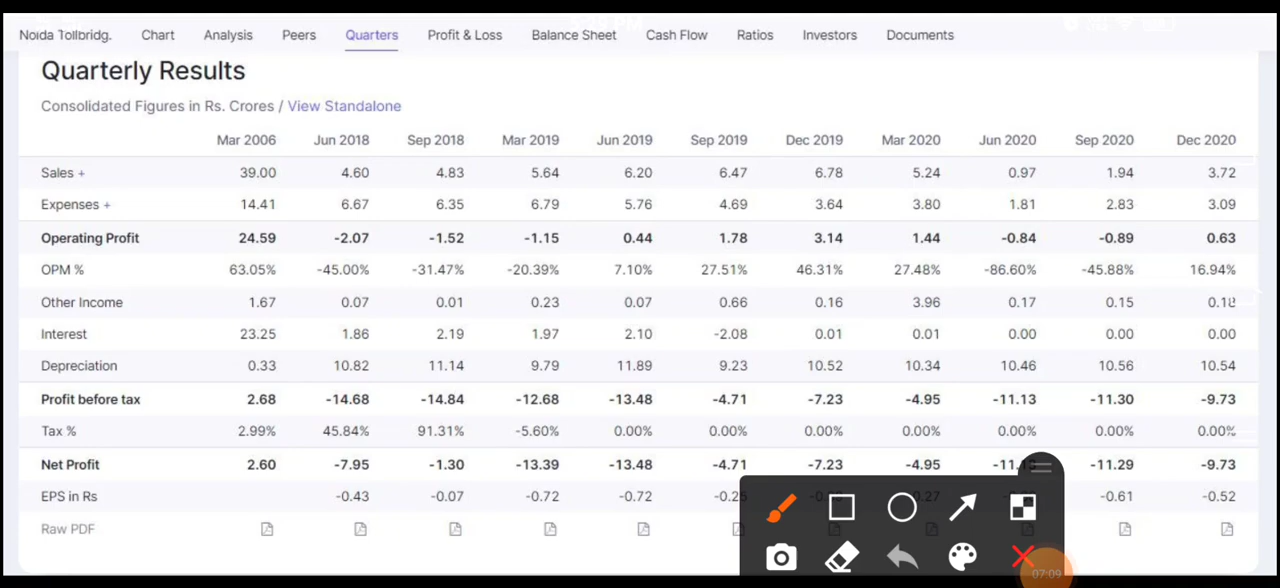 Noida Tollbridg. Chart Analysis Peers Quarters Profit & Loss Balance Sheet Cash Flow Ratios Investors Documents
Quarterly Results
Consolidated Figures in Rs. Crores / View Standalone
Mar 2006 Jun 2018 Sep 2018 Mar 2019 Jun 2019 Sep 2019 Dec 2019 Mar 2020 Jun 2020 Sep 2020 Dec 2020
Sales + 39.00 4.60 4.83 5.64 6.20 6.47 6.78 5.24 0.97 1.94 3.72
Expenses + 14.41 6.67 6.35 6.79 5.76 4.69 3.64 3.80 1.81 2.83 3.09
Operating Profit 24.59 -2.07 -1.52 -1.15 0.44 1.78 3.14 1.44 -0.84 -0.89 0.63
OPM % 63.05% -45.00% -31.47% -20.39% 7.10% 27.51% 46.31% 27.48% -86.60% -45.88% 16.94%
Other Income 1.67 0.07 0.01 0.23 0.07 0.66 0.16 3.96 0.17 0.15
Interest 23.25 1.86 2.19 1.97 2.10 -2.08 0.01 0.01 0.00 0.00 0.00
Depreciation 0.33 10.82 11.14 9.79 11.89 9.23 10.52 10.34 10.46 10.56 10.54
Profit before tax 2.68 -14.68 -14.84 -12.68 -13.48 -4.71 -7.23 -4.95 -11.13 -11.30 -9.73
Tax % 2.99% 45.84% 91.31% -5.60% 0.00% 0.00% 0.00% 0.00% 0.00% 0.00% 0.00%
Net Profit 2.60 -7.95 -1.30 -13.39 -13.48 -4.71 -7.23 -4.95 -11.29 -9.73
EPS in Rs -0.43 -0.07 -0.72 -0.72 -0.61 -0.52
Raw PDF
07:09